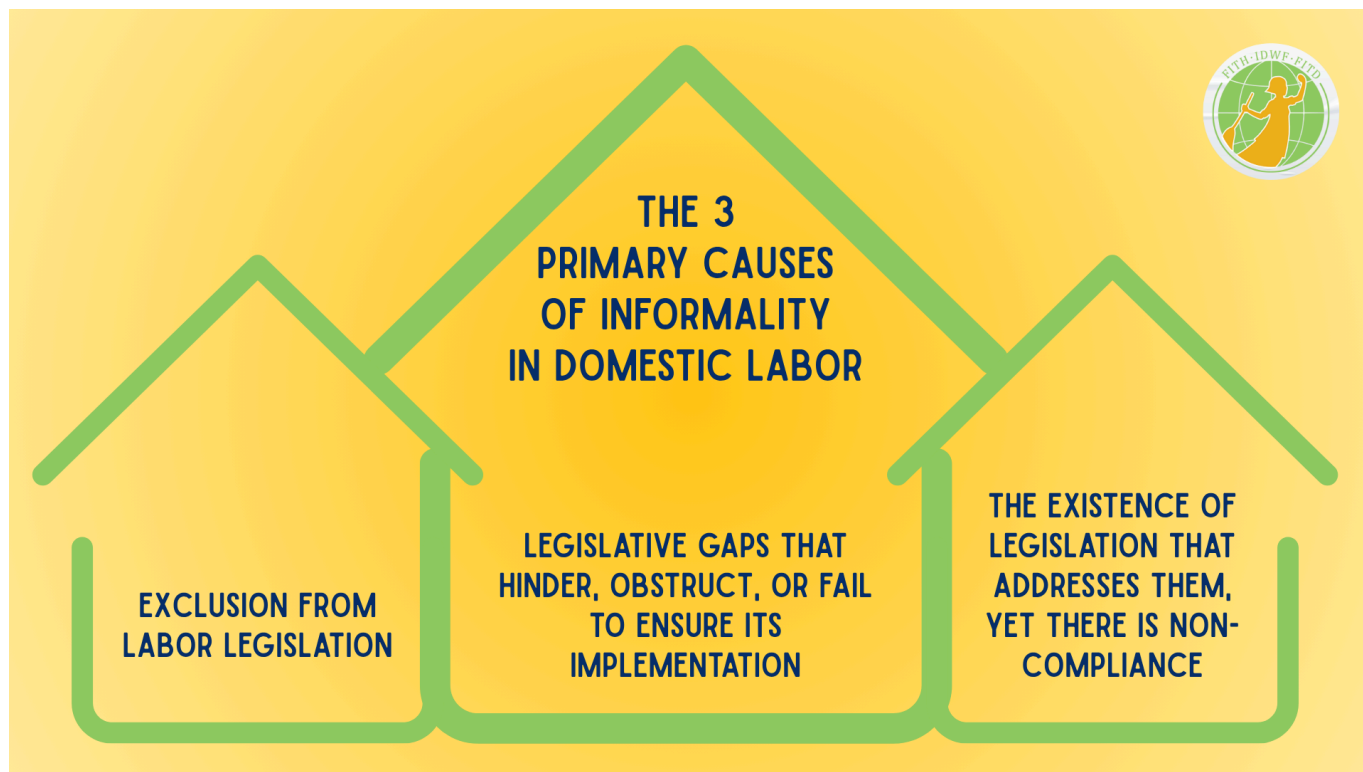 FITH·IDWF·FITD
THE 3
PRIMARY CAUSES
OF INFORMALITY
IN DOMESTIC LABOR
EXCLUSION FROM
LABOR LEGISLATION
LEGISLATIVE GAPS THAT
HINDER, OBSTRUCT, OR FAIL
TO ENSURE ITS
IMPLEMENTATION
THE EXISTENCE OF
LEGISLATION THAT
ADDRESSES THEM,
YET THERE IS NON-
COMPLIANCE